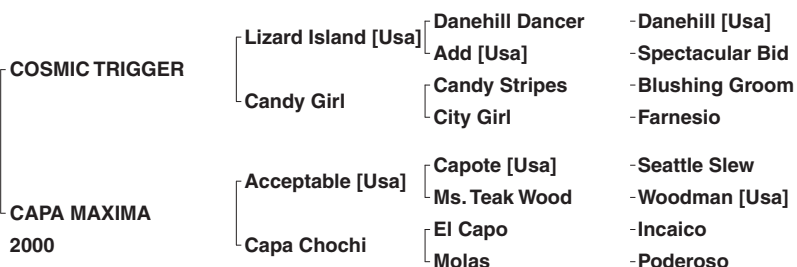 COSMIC TRIGGER
CAPA MAXIMA
2000
Lizard Island [Usa]
Candy Girl
Acceptable [Usa]
Capa Chochi
Danehill Dancer
Add [Usa]
Candy Stripes
City Girl
Capote [Usa]
Ms. Teak Wood
El Capo
Molas
-Danehill [Usa]
-Spectacular Bid
-Blushing Groom
-Farnesio
-Seattle Slew
-Woodman [Usa]
-Incaico
-Poderoso